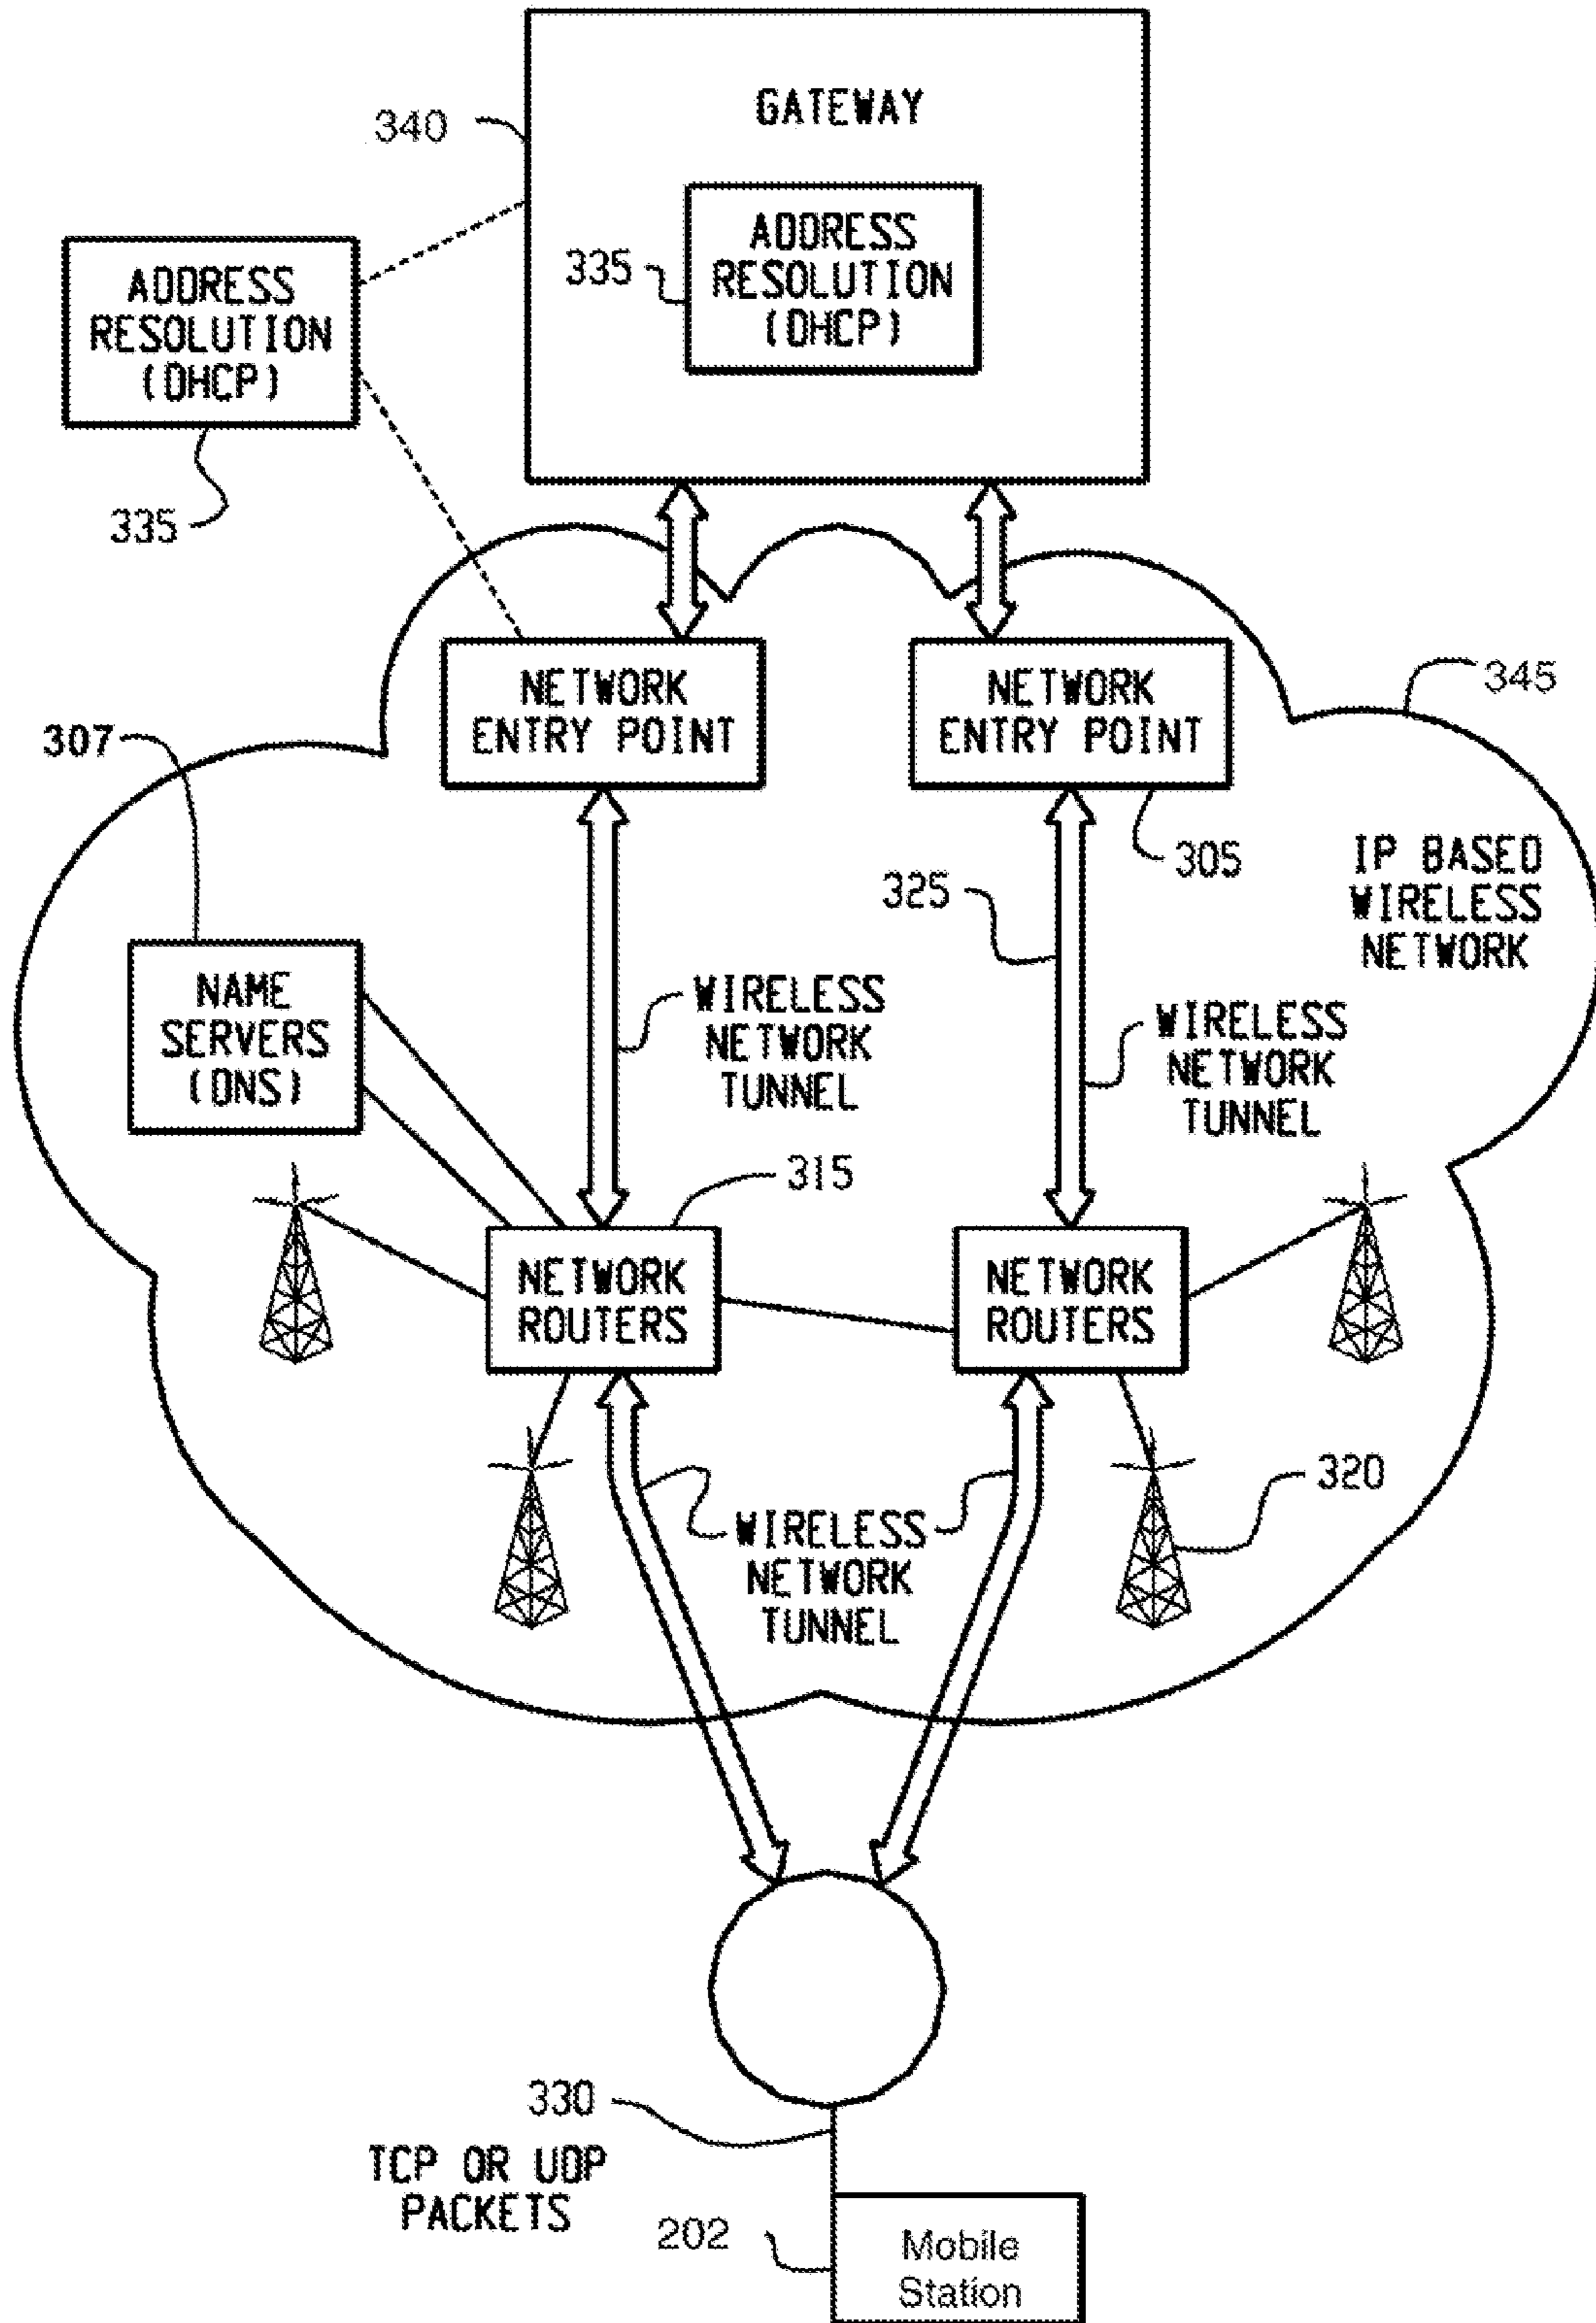 GATEWAY
340
ADDRESS
RESOLUTION
(DHCP)
335
ADDRESS
RESOLUTION
(DHCP)
335
NETWORK
ENTRY POINT
NETWORK
ENTRY POINT
345
307
305
325
IP BASED
WIRELESS
NETWORK
NAME
SERVERS
(DNS)
WIRELESS
NETWORK
TUNNEL
WIRELESS
NETWORK
TUNNEL
315
NETWORK
ROUTERS
NETWORK
ROUTERS
320
WIRELESS
NETWORK
TUNNEL
330
TCP OR UDP
PACKETS
202
Mobile
Station